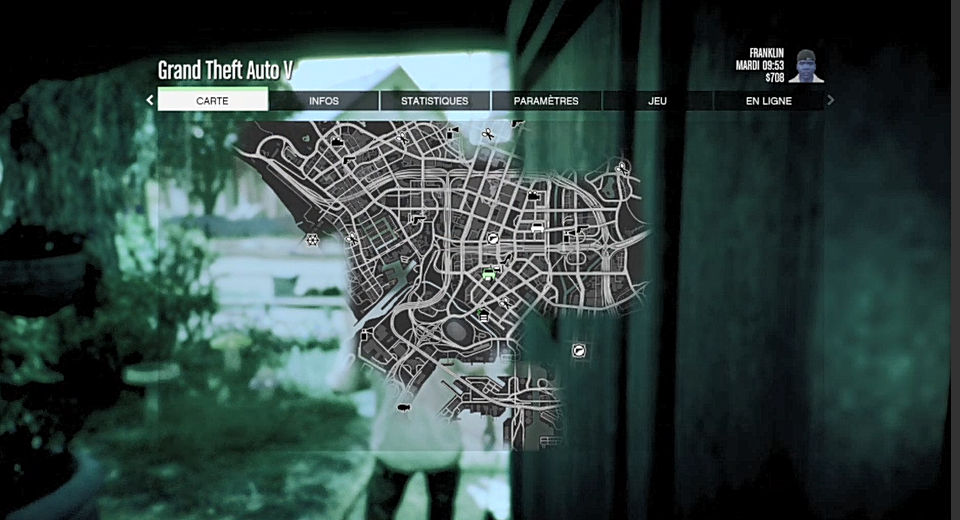 Grand Theft Auto V
FRANKLIN
MARDI 09:53
$708
CARTE
INFOS
STATISTIQUES
PARAMÈTRES
JEU
EN LIGNE